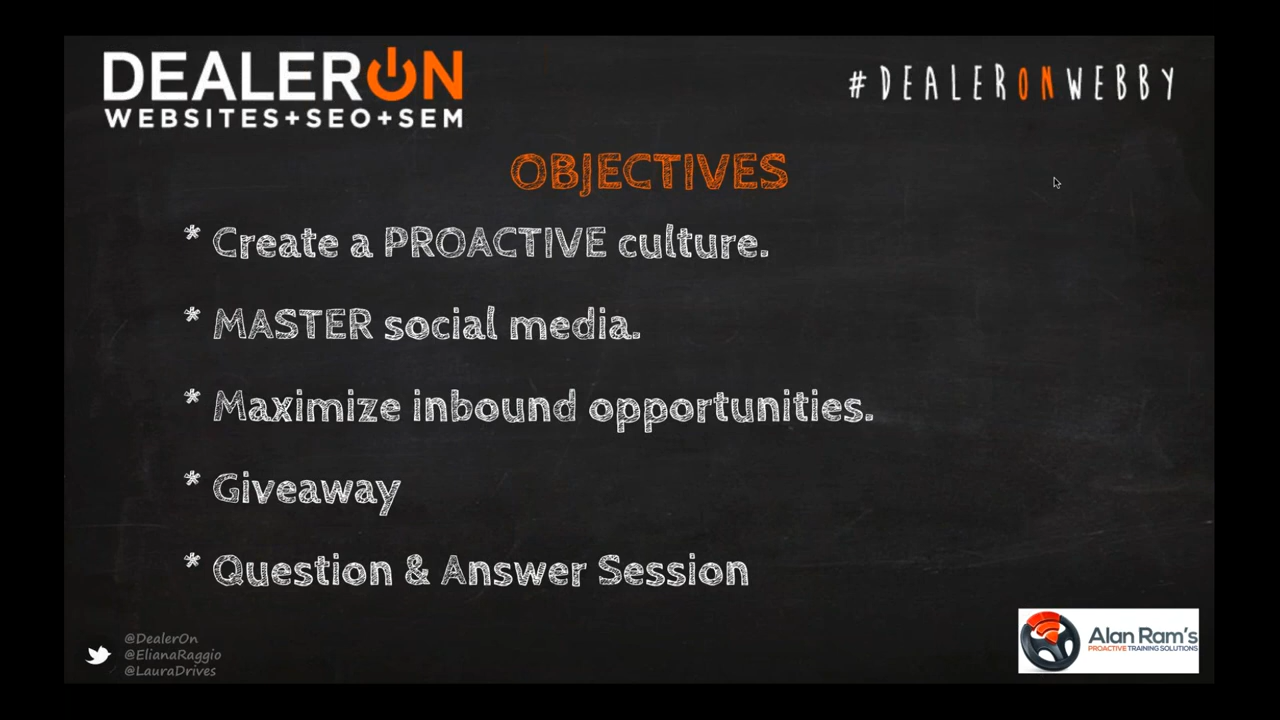 DEALERON
WEBSITES+SEO+SEM
#DEALERONWEBBY
OBJECTIVES
* Create a PROACTIVE culture.
* MASTER social media.
* Maximize inbound opportunities.
* Giveaway
* Question & Answer Session
@DealerOn
@ElianaRaggio
@LauraDrives
Alan Ram's
PROACTIVE TRAINING SOLUTIONS